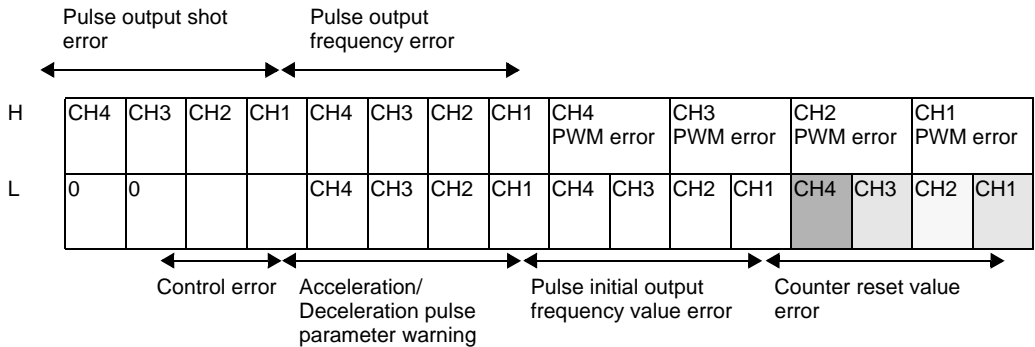 Pulse output shot
error
Pulse output
frequency error
H CH4 CH3 CH2 CH1 CH4 CH3 CH2 CH1 CH4 CH3 CH2 CH1
PWM error PWM error PWM error PWM error
L 0 0 CH4 CH3 CH2 CH1 CH4 CH3 CH2 CH1 CH4 CH3 CH2 CH1
Control error
Acceleration/
Deceleration pulse
parameter warning
Pulse initial output
frequency value error
Counter reset value
error